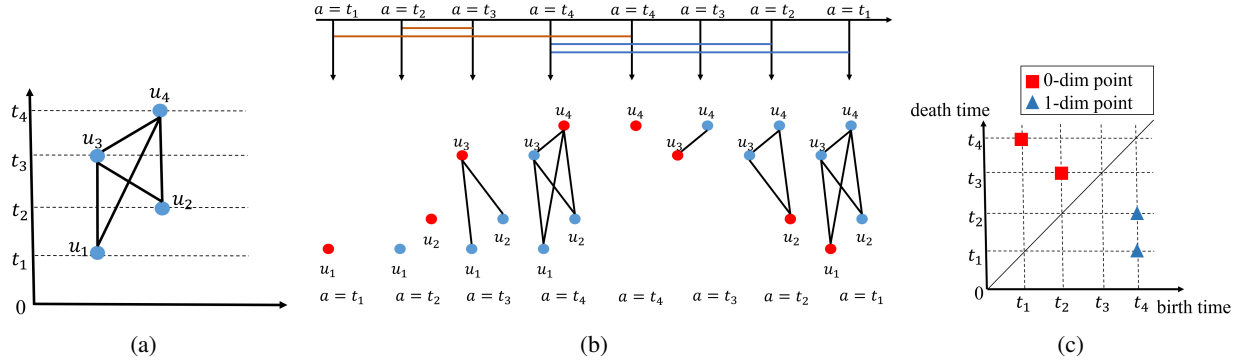 u₄
t₄
u₃
t₃
u₂
t₂
u₁
t₁
0
(a)
(b)
a = t₁ a = t₂ a = t₃ a = t₄ a = t₄ a = t₃ a = t₂ a = t₁
u₄ u₄ u₄ u₄ u₄
u₃ u₃ u₃ u₃ u₃
u₂ u₂ u₂ u₂ u₂
u₁ u₁ u₁ u₁ u₁
a = t₁ a = t₂ a = t₃ a = t₄ a = t₄ a = t₃ a = t₂ a = t₁
(b)
0-dim point
1-dim point
death time
t₄
t₃
t₂
t₁
0
t₁ t₂ t₃ t₄ birth time
(c)